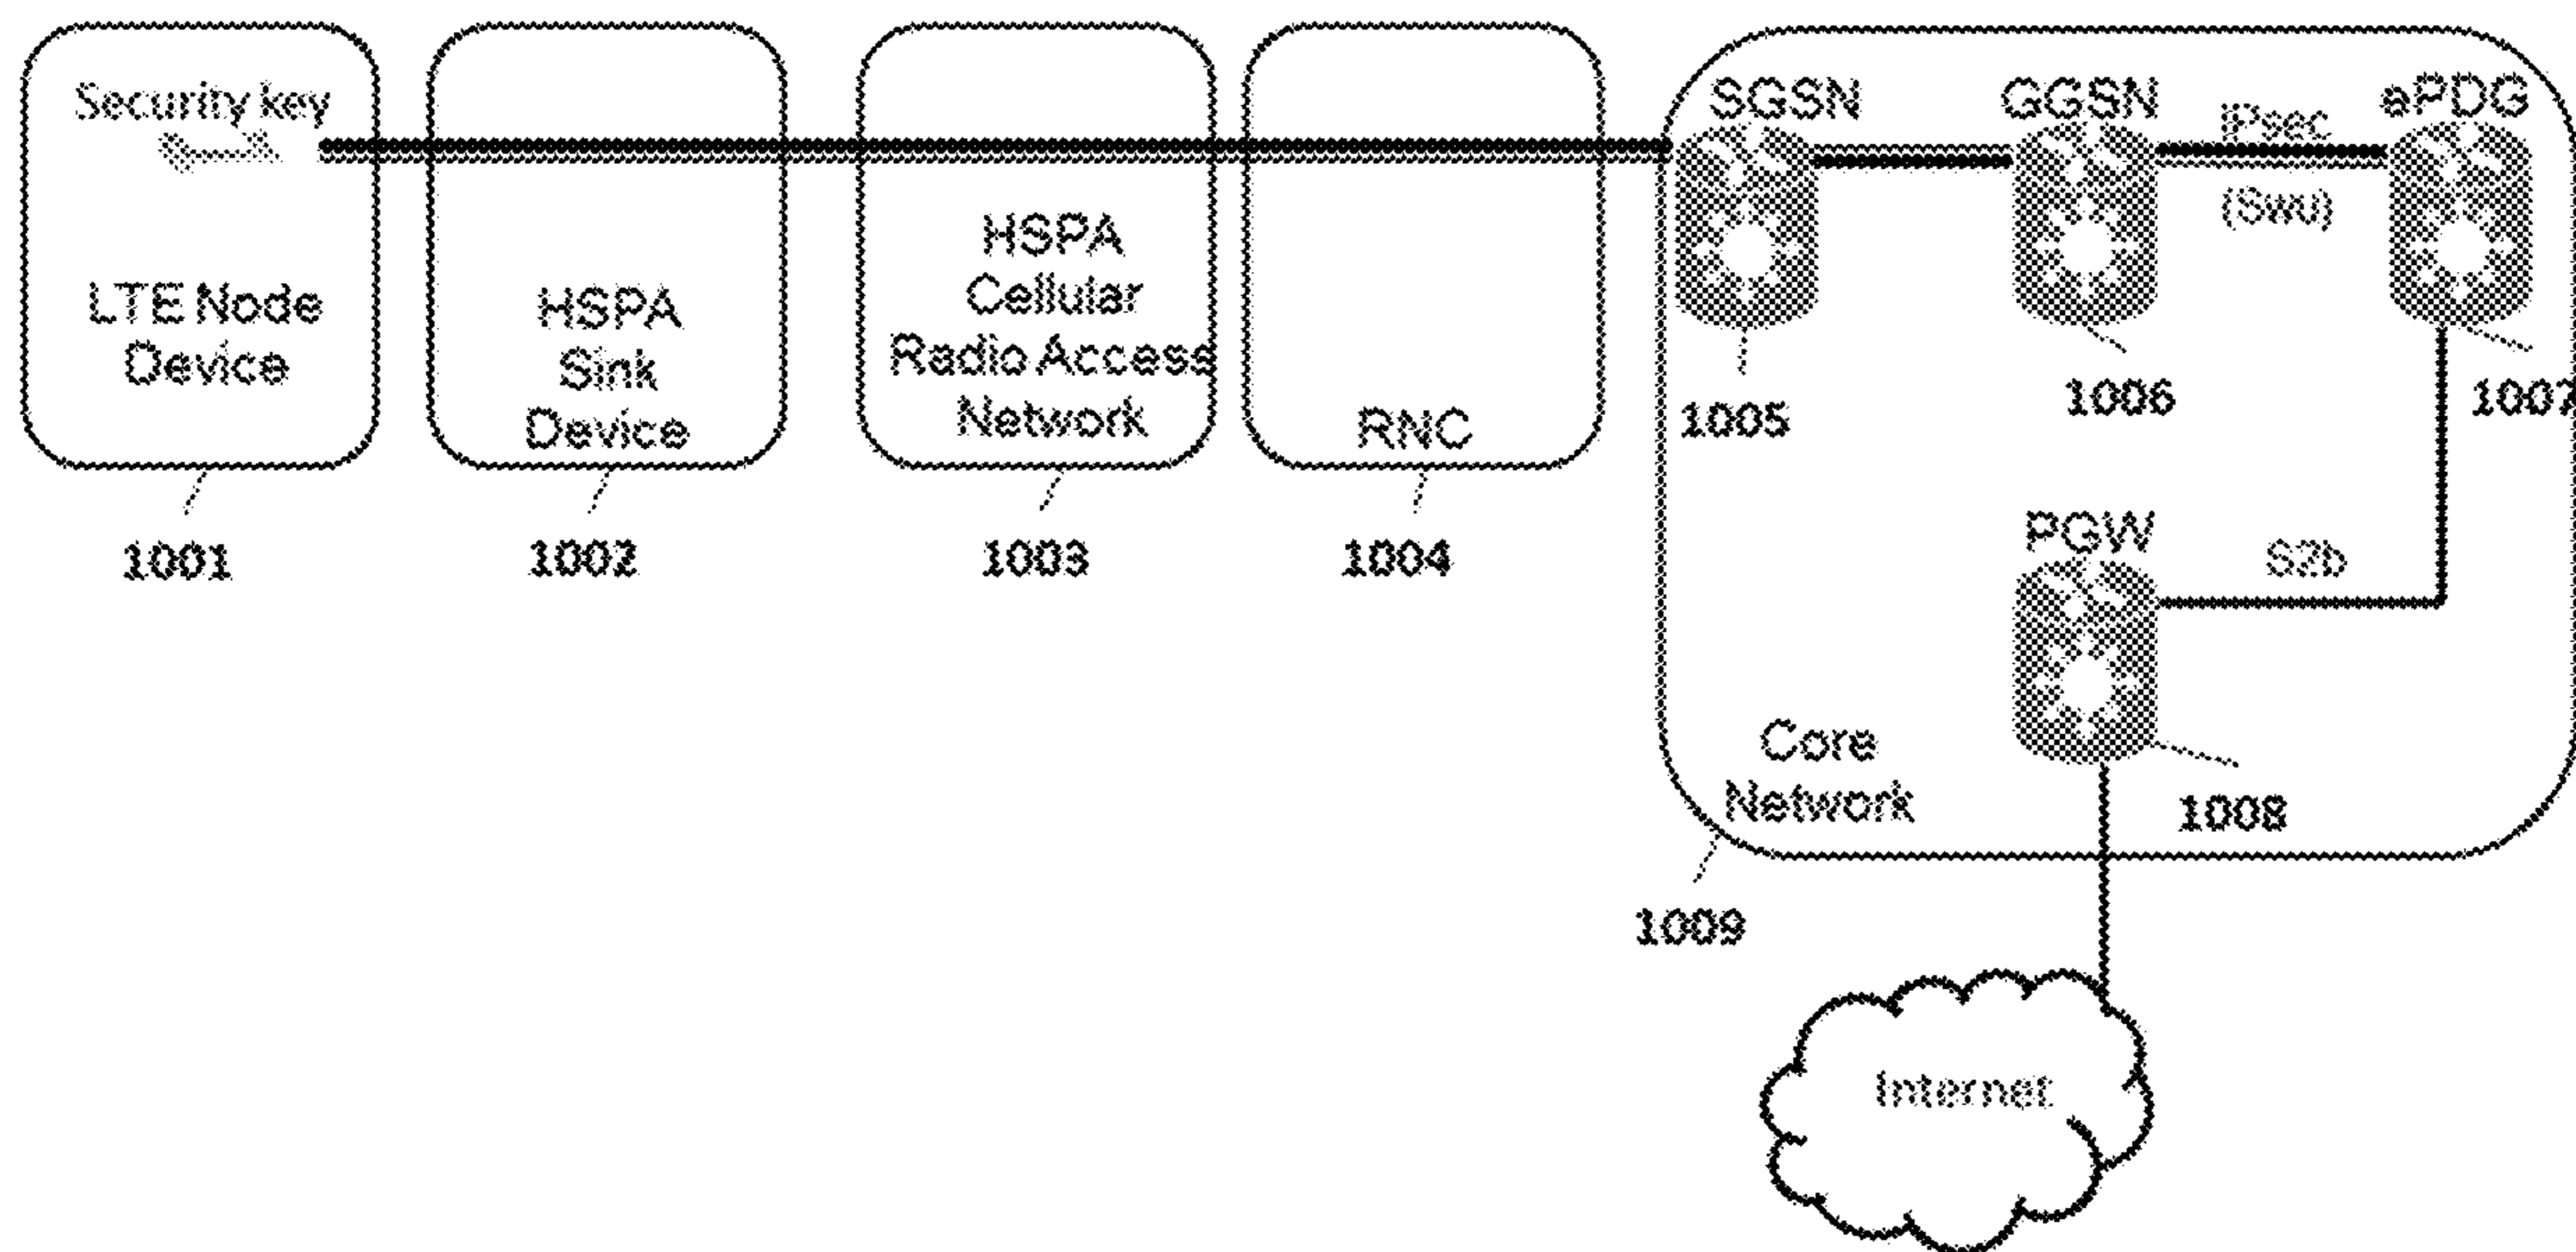 Security key
LTE Node
Device
1001
HSPA
Sink
Device
1002
HSPA
Cellular
Radio Access
Network
1003
RNC
1004
SGSN
1005
GGSN
1006
IPsec
(Swu)
ePDG
1007
PGW
S2b
1008
Core
Network
1009
Internet